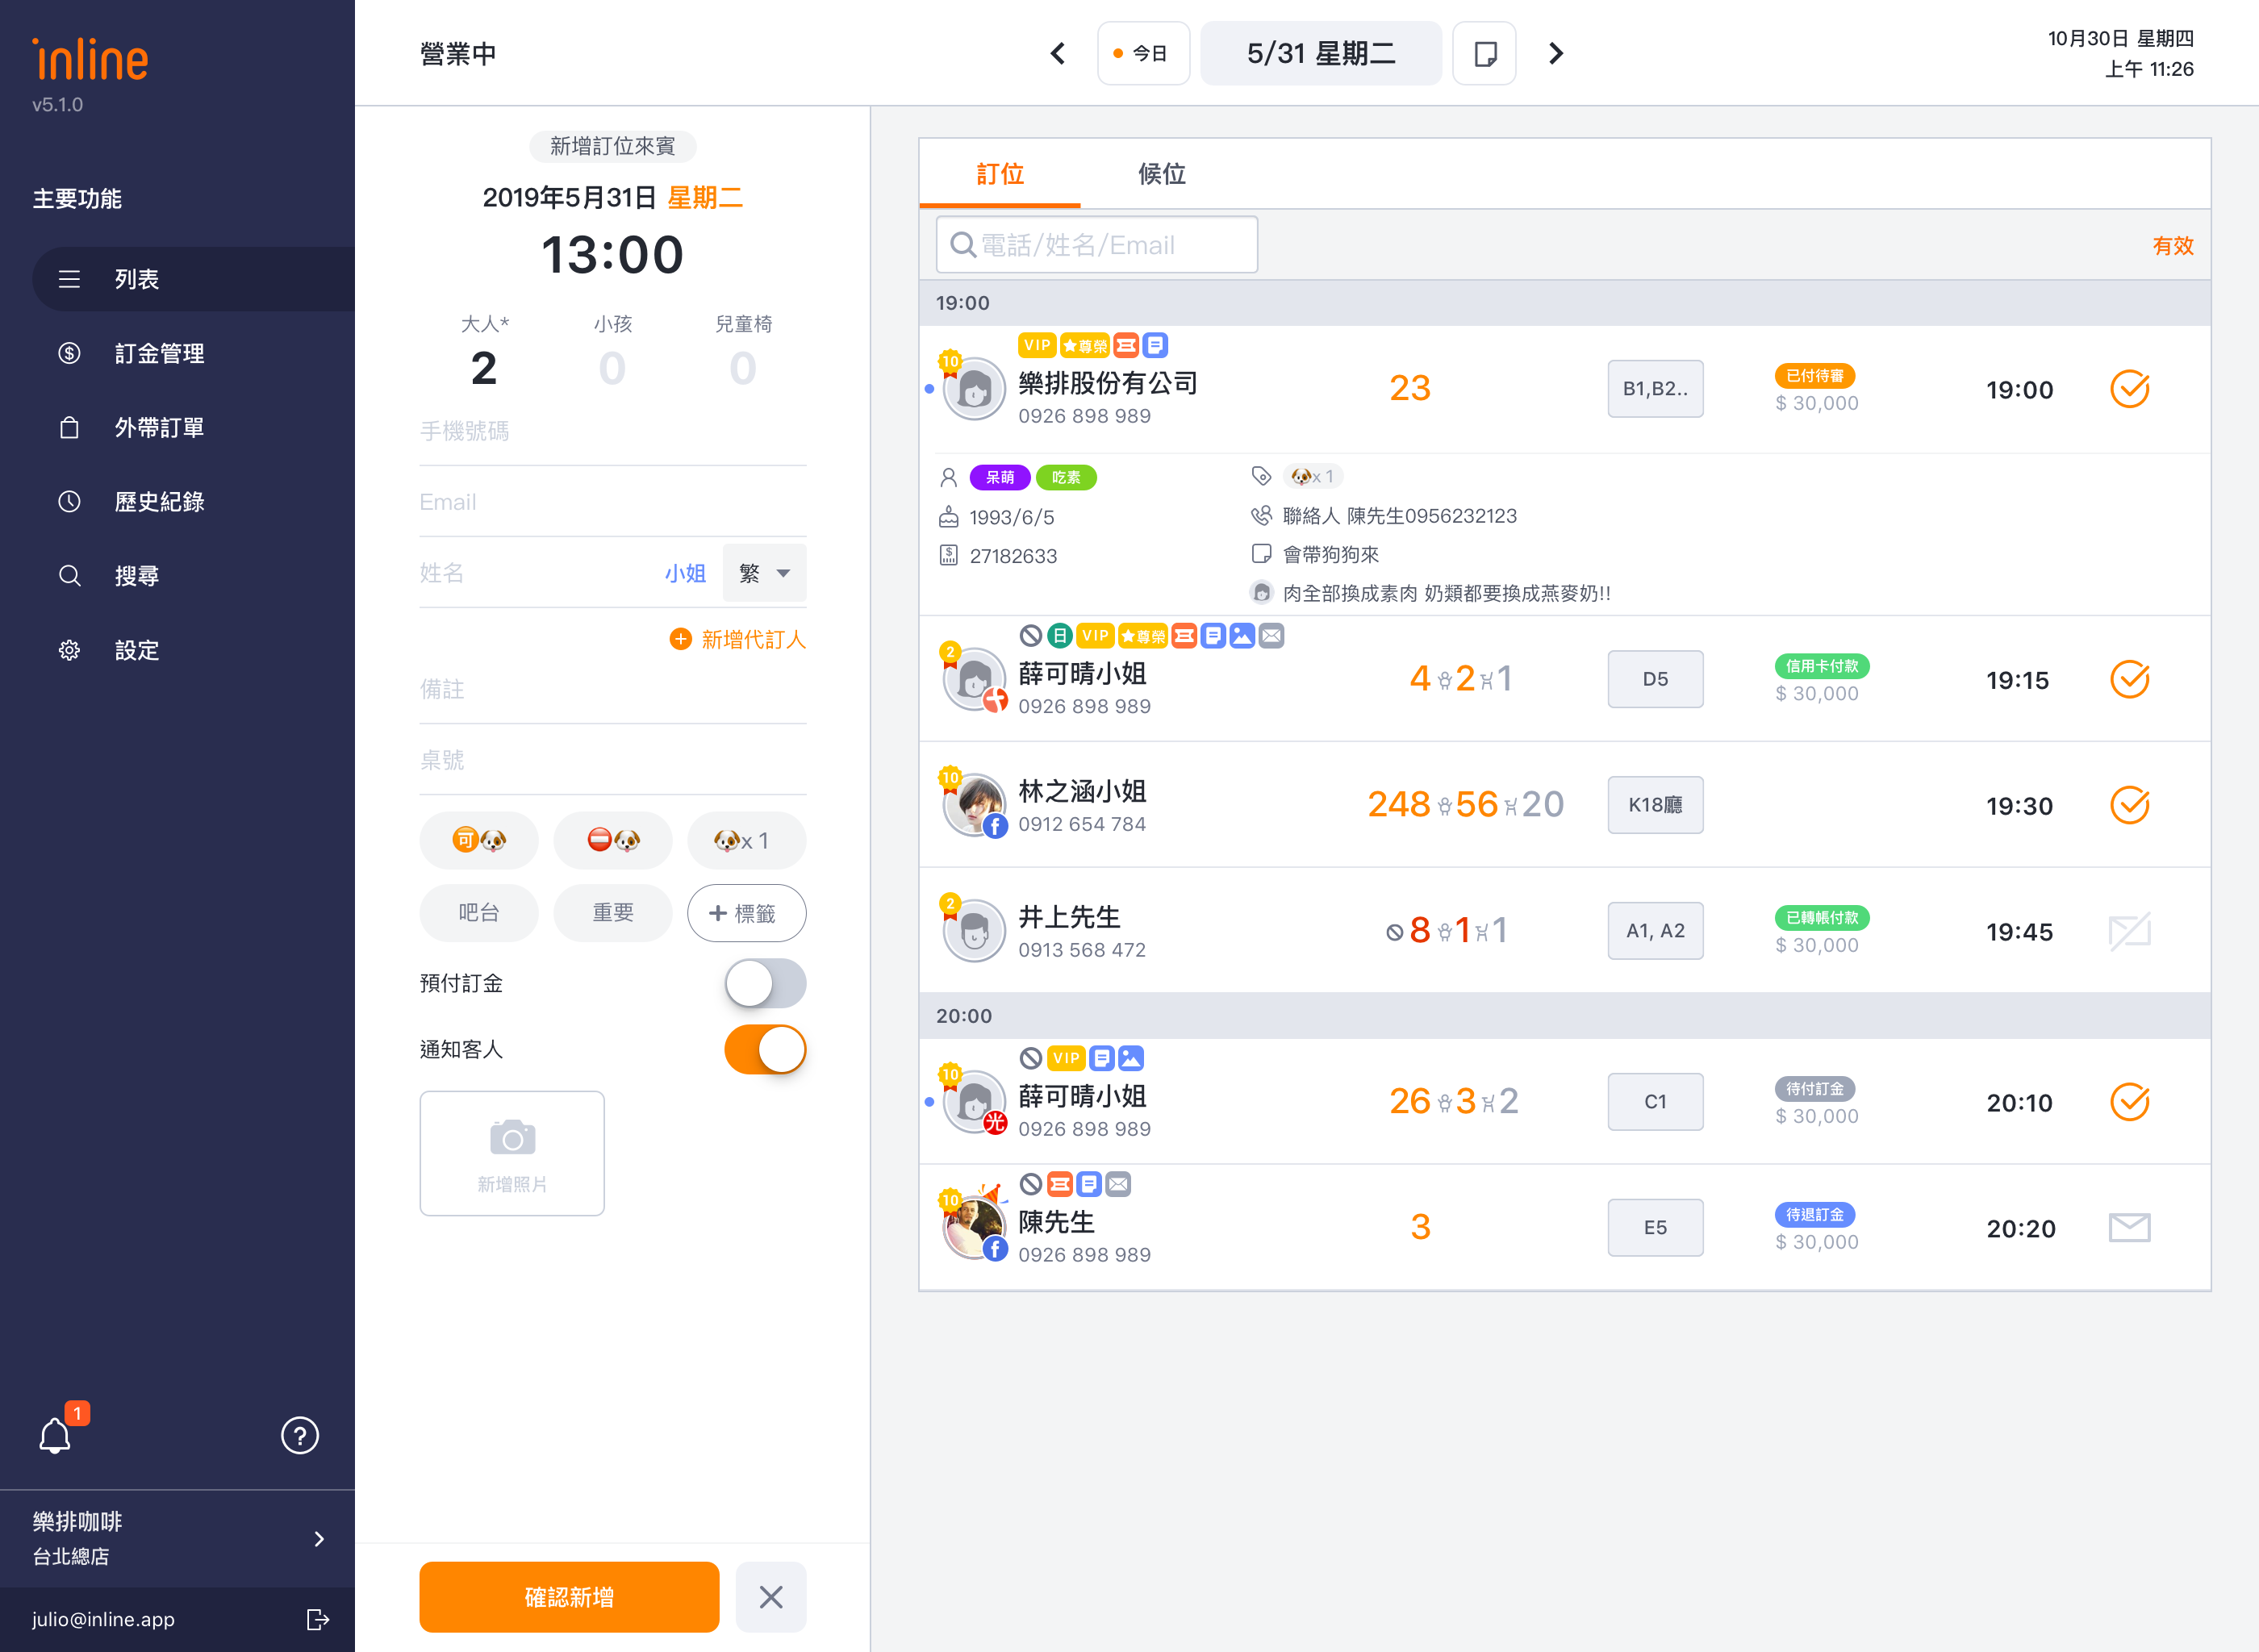 inline
v5.1.0
主要功能
列表
訂金管理
外帶訂單
歷史紀錄
搜尋
設定
1
?
樂排咖啡
台北總店
julio@inline.app
營業中
今日
5/31 星期二
10月30日 星期四
上午 11:26
新增訂位來賓
2019年5月31日 星期二
13:00
大人* 小孩 兒童椅
2 0 0
手機號碼
Email
姓名 小姐 繁
新增代訂人
備註
桌號
可🐶 ⛔🐶 🐶x 1
吧台 重要 + 標籤
預付訂金
通知客人
新增照片
確認新增
訂位 候位
電話/姓名/Email 有效
19:00
VIP ★尊榮
10 樂排股份有公司 23 B1,B2.. 已付待審 19:00
0926 898 989 $ 30,000
呆萌 吃素 🐶x 1
1993/6/5 聯絡人 陳先生0956232123
27182633 會帶狗狗來
肉全部換成素肉 奶類都要換成燕麥奶!!
日 VIP ★尊榮
2 薛可晴小姐 4 2 1 D5 信用卡付款 19:15
0926 898 989 $ 30,000
10 林之涵小姐 248 56 20 K18廳 19:30
0912 654 784
2 井上先生 8 1 1 A1, A2 已轉帳付款 19:45
0913 568 472 $ 30,000
20:00
VIP
10 薛可晴小姐 26 3 2 C1 待付訂金 20:10
光 0926 898 989 $ 30,000
10 陳先生 3 E5 待退訂金 20:20
0926 898 989 $ 30,000